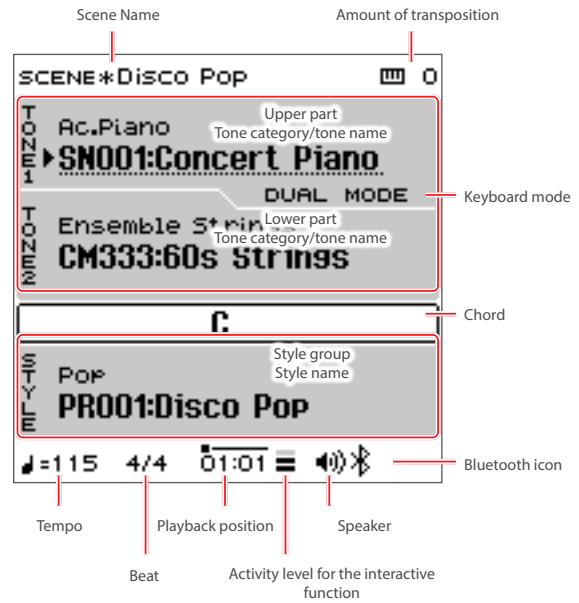 Scene Name
Amount of transposition
SCENE*Disco Pop 0
TONE1
Upper part
Ac.Piano
Tone category/tone name
SN001:Concert Piano
DUAL MODE
Keyboard mode
TONE2
Lower part
Ensemble Strings
Tone category/tone name
CM333:60s Strings
C
Chord
STYLE
Style group
Pop
Style name
PR001:Disco Pop
=115 4/4 01:01
Bluetooth icon
Tempo
Playback position
Speaker
Beat
Activity level for the interactive
function